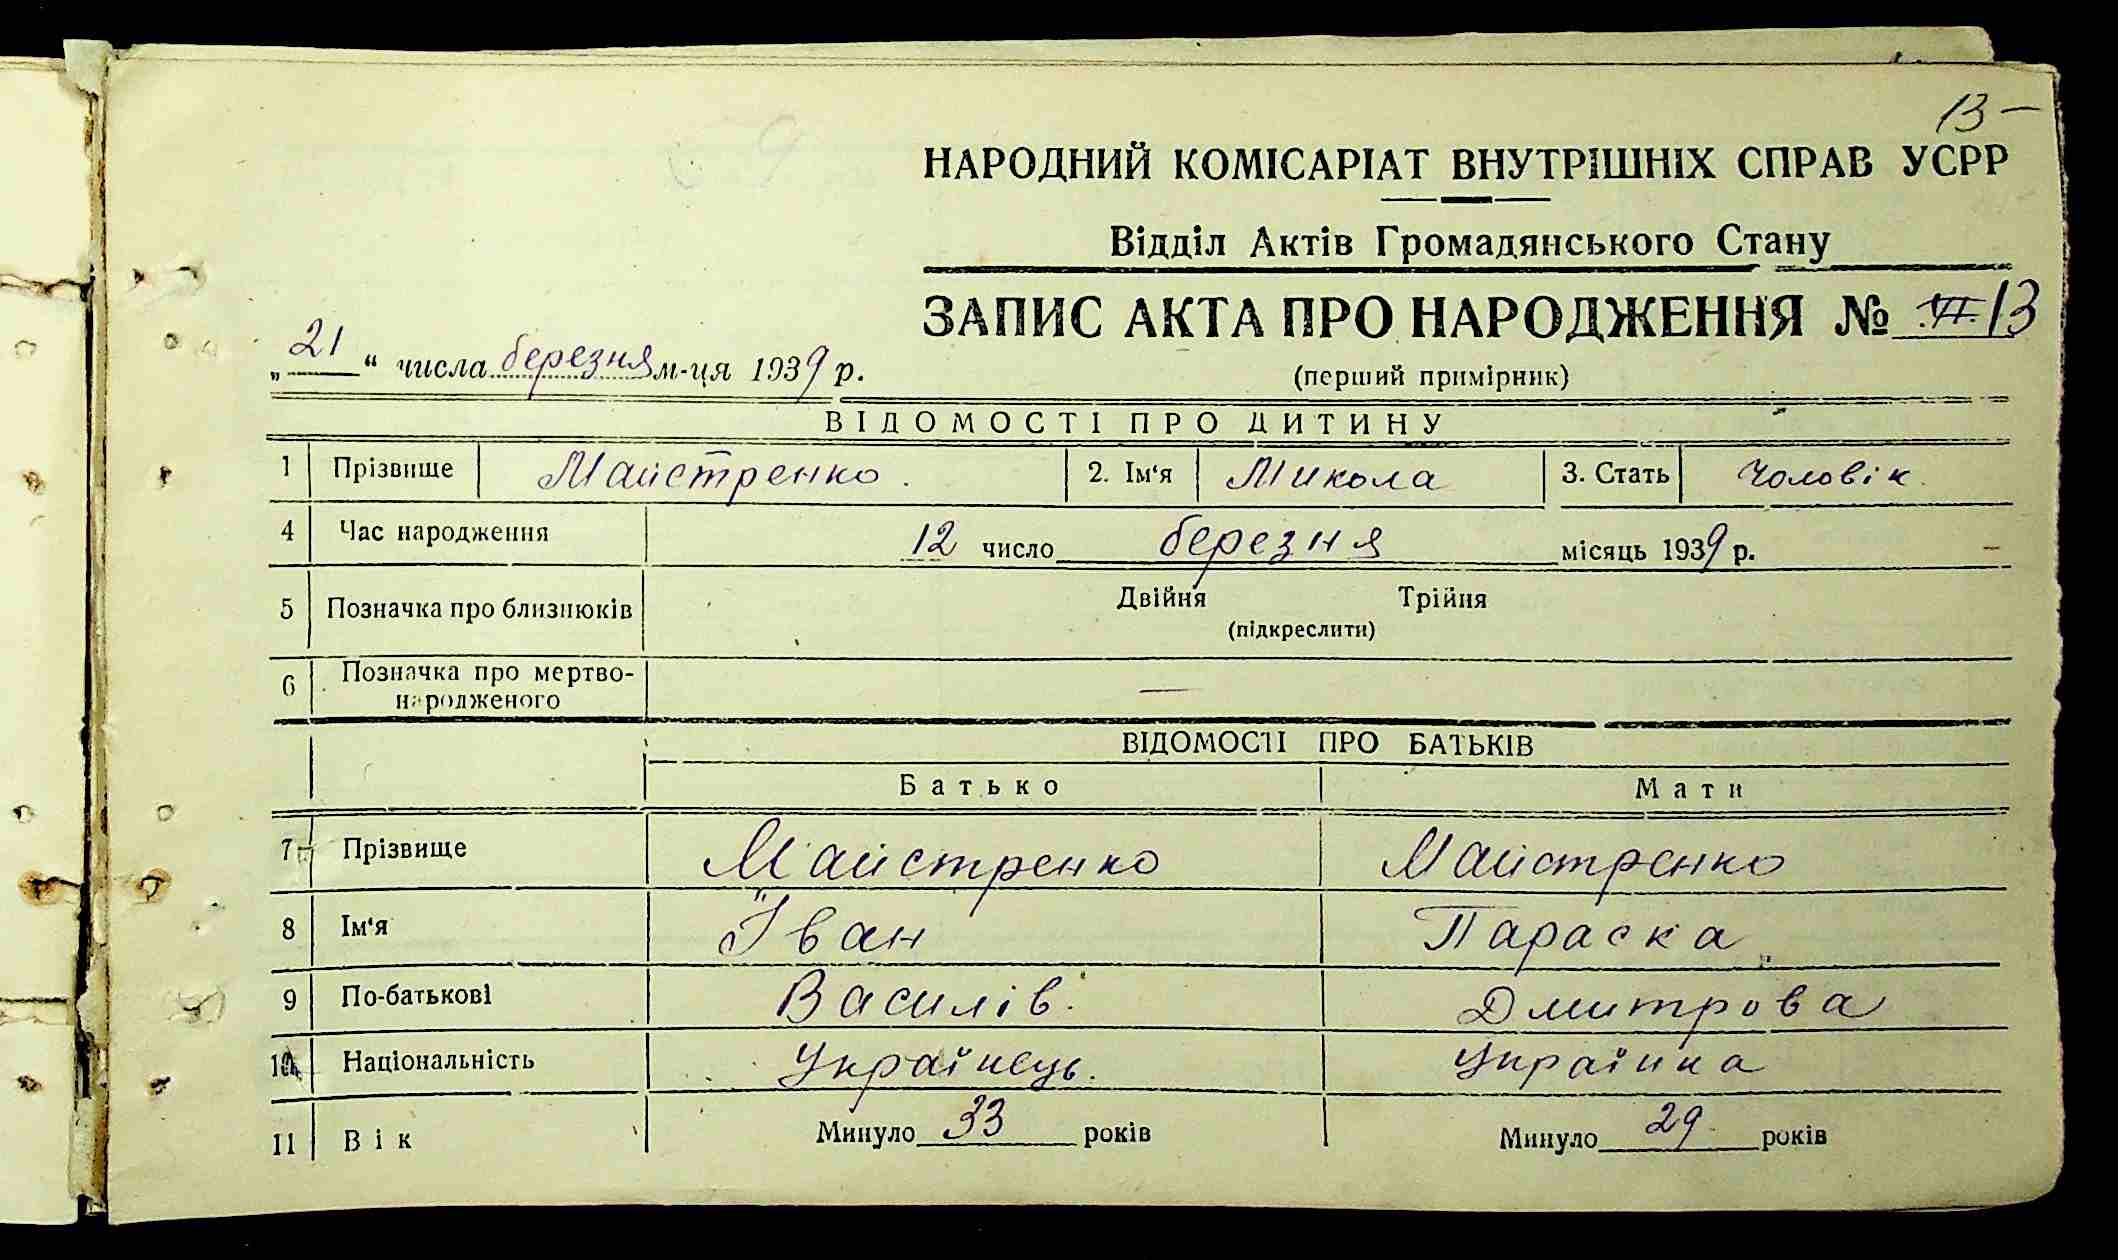 13 —
НАРОДНИЙ КОМІСАРІАТ ВНУТРІШНІХ СПРАВ УСРР
Відділ Актів Громадянського Стану
ЗАПИС АКТА ПРО НАРОДЖЕННЯ № 13
„ 21 “ числа березня м-ця 1939 р.
(перший примірник)
ВІДОМОСТІ ПРО ДИТИНУ
1 Прізвище Майстренко. 2. Ім‘я Микола 3. Стать Чоловік.
4 Час народження 12 число березня місяць 1939 р.
5 Позначка про близнюків Двійня Трійня
(підкреслити)
6 Позначка про мертво-
народженого —
ВІДОМОСТІ ПРО БАТЬКІВ
Батько Мати
7 Прізвище Майстренко Майстренко
8 Ім‘я Іван Параска
9 По-батькові Василів. Дмитрова
10 Національність Українець. Українка
11 Вік Минуло 33 років Минуло 29 років